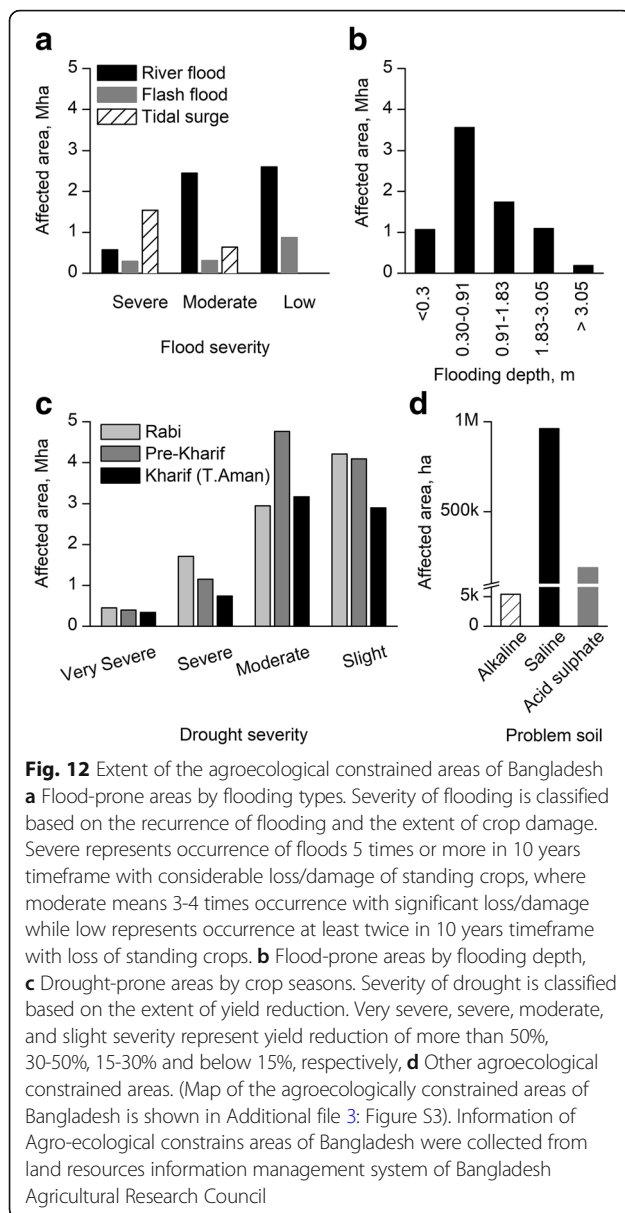 a
b
5
4
3
2
1
0
Affected area, Mha
River flood
Flash flood
Tidal surge
Severe Moderate Low
Flood severity
5
4
3
2
1
0
Affected area, Mha
<0.3
0.30-0.91
0.91-1.83
1.83-3.05
> 3.05
Flooding depth, m
c
d
5
4
3
2
1
0
Affected area, Mha
Rabi
Pre-Kharif
Kharif (T.Aman)
Very Severe
Severe
Moderate
Slight
Drought severity
1M
500k
5k
0
Affected area, ha
Alkaline
Saline
Acid sulphate
Problem soil
Fig. 12 Extent of the agroecological constrained areas of Bangladesh
a Flood-prone areas by flooding types. Severity of flooding is classified
based on the recurrence of flooding and the extent of crop damage.
Severe represents occurrence of floods 5 times or more in 10 years
timeframe with considerable loss/damage of standing crops, where
moderate means 3-4 times occurrence with significant loss/damage
while low represents occurrence at least twice in 10 years timeframe
with loss of standing crops. b Flood-prone areas by flooding depth,
c Drought-prone areas by crop seasons. Severity of drought is classified
based on the extent of yield reduction. Very severe, severe, moderate,
and slight severity represent yield reduction of more than 50%,
30-50%, 15-30% and below 15%, respectively, d Other agroecological
constrained areas. (Map of the agroecologically constrained areas of
Bangladesh is shown in Additional file 3: Figure S3). Information of
Agro-ecological constrains areas of Bangladesh were collected from
land resources information management system of Bangladesh
Agricultural Research Council